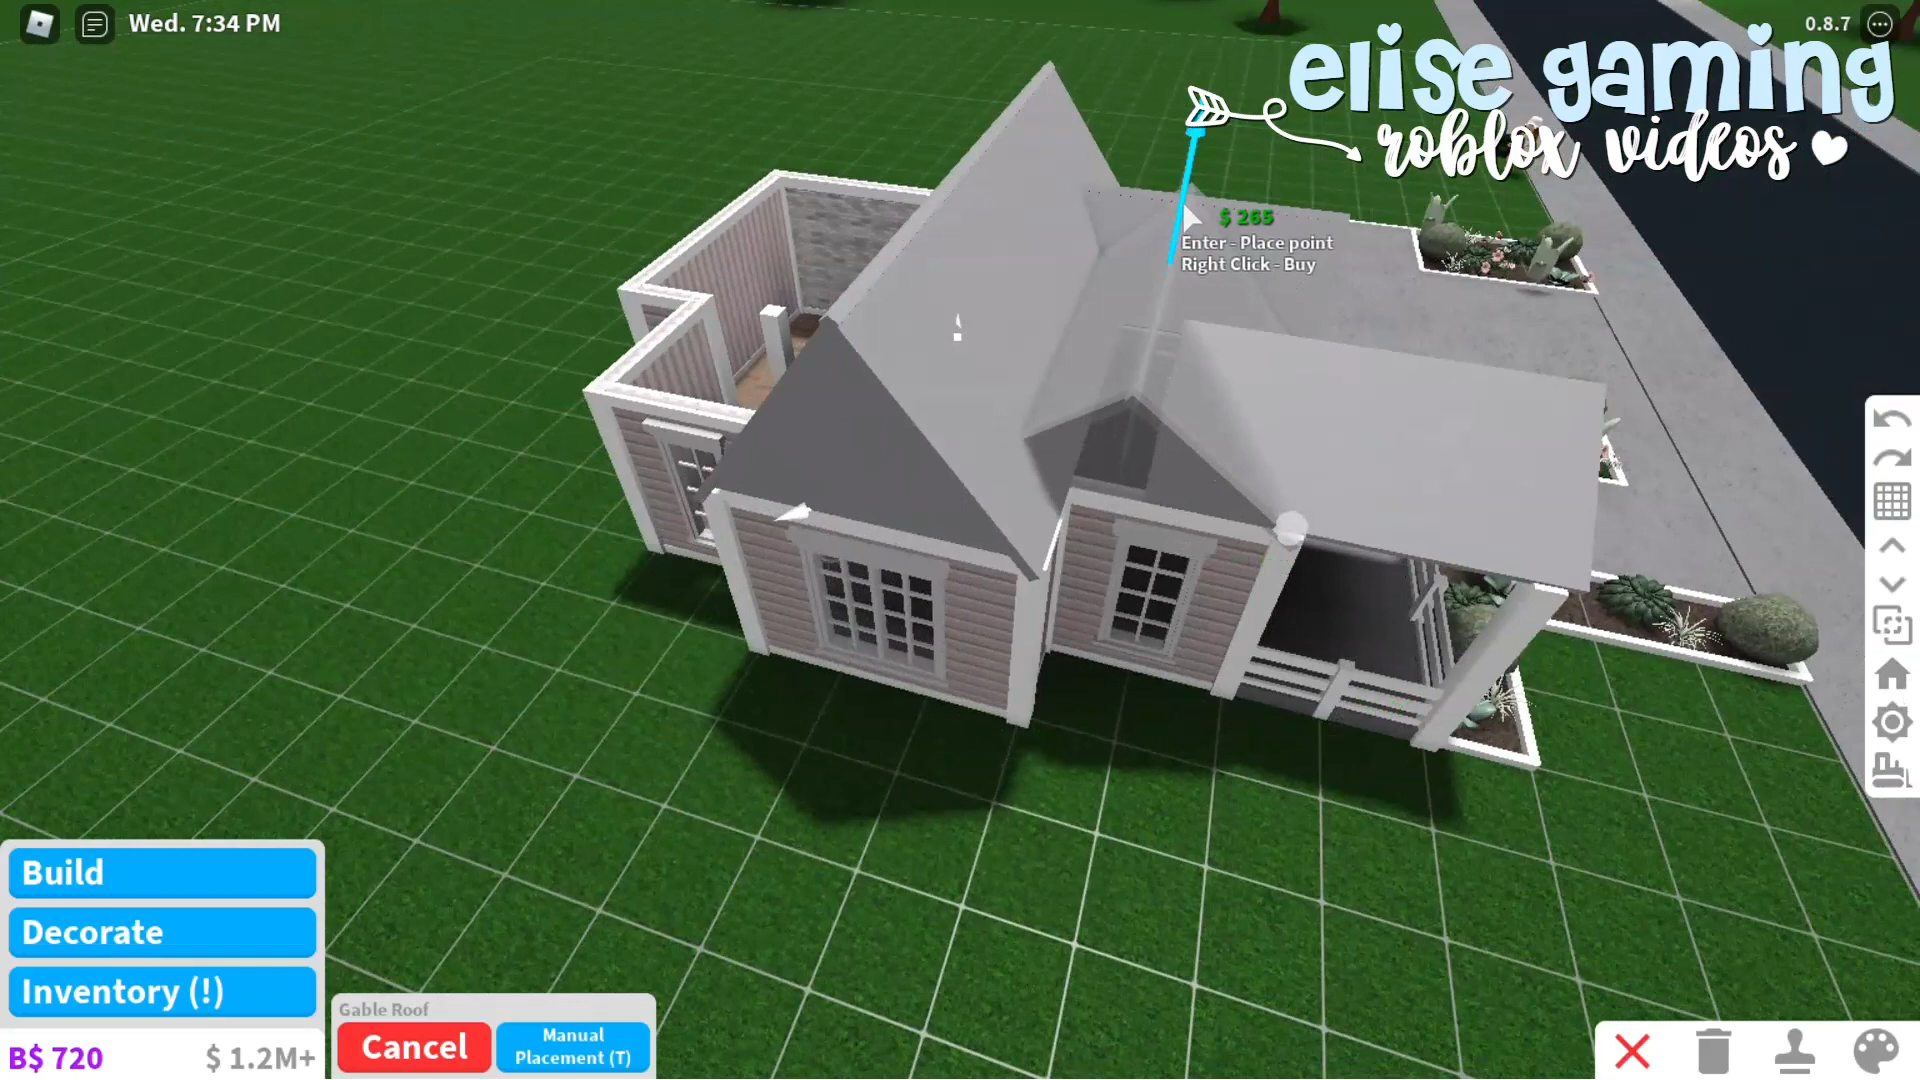 Wed. 7:34 PM
0.8.7
elise gaming
roblox videos
$ 265
Enter - Place point
Right Click - Buy
Build
Decorate
Inventory (!)
B$ 720
$ 1.2M+
Gable Roof
Cancel
Manual
Placement (T)